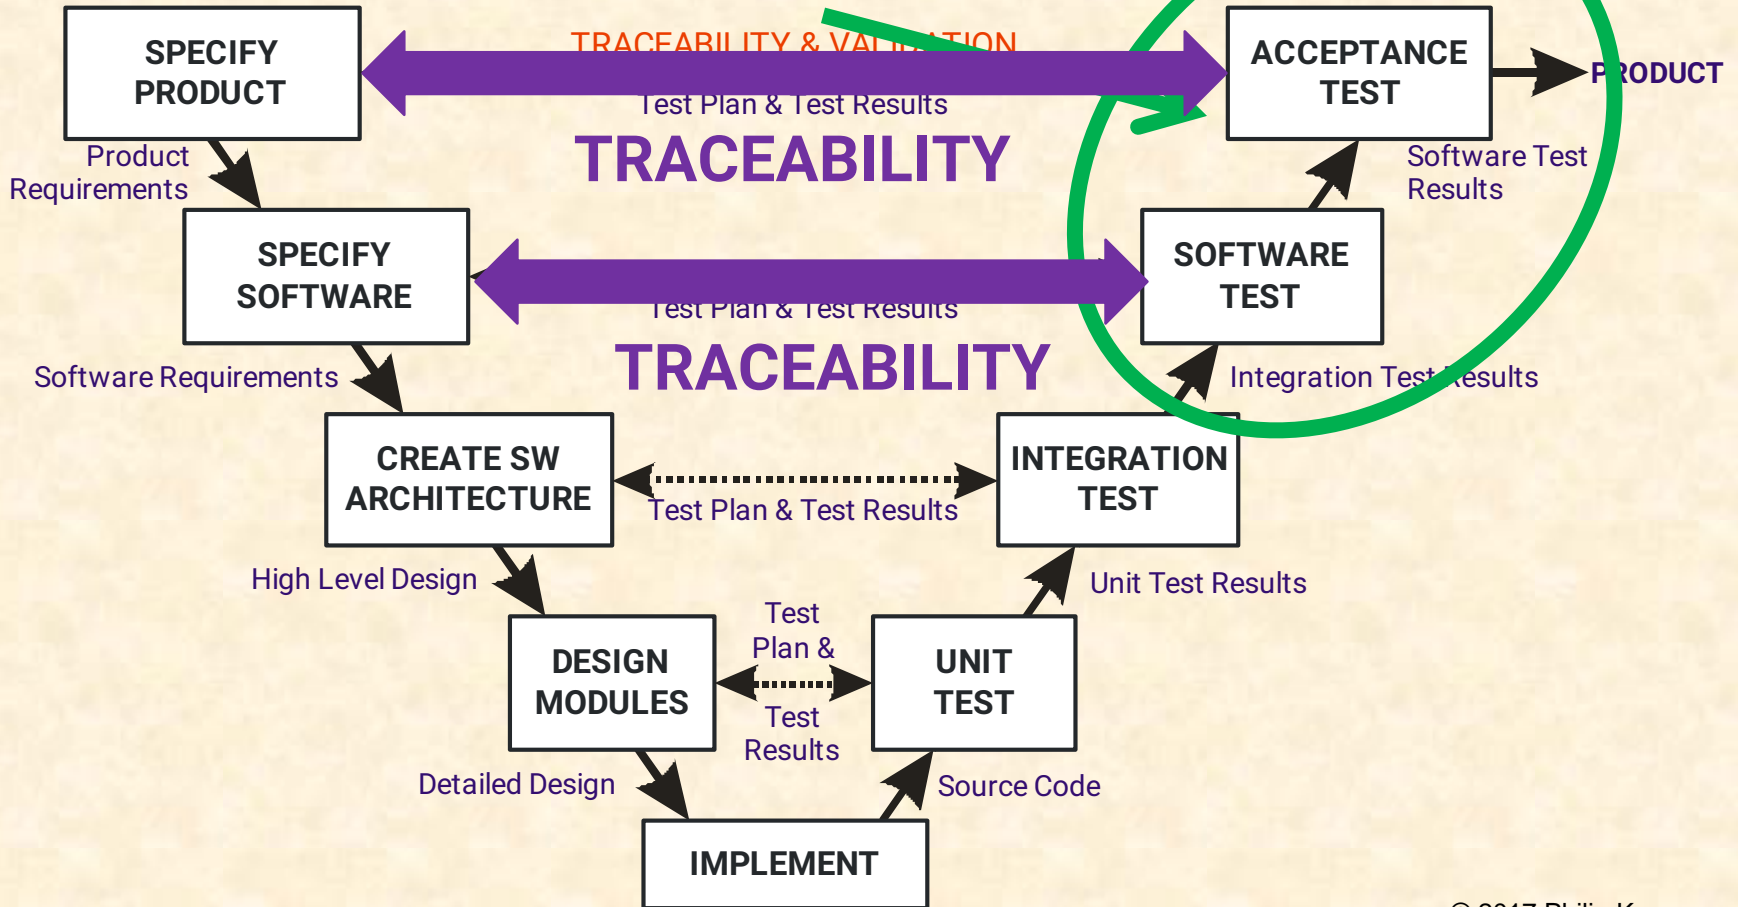 SPECIFY
PRODUCT
TRACEABILITY & VALIDATION
Test Plan & Test Results
TRACEABILITY
ACCEPTANCE
TEST
PRODUCT
Product
Requirements
Software Test
Results
SPECIFY
SOFTWARE
Test Plan & Test Results
TRACEABILITY
SOFTWARE
TEST
Software Requirements
Integration Test Results
CREATE SW
ARCHITECTURE
Test Plan & Test Results
INTEGRATION
TEST
High Level Design
Unit Test Results
DESIGN
MODULES
Test
Plan &
Test
Results
UNIT
TEST
Detailed Design
Source Code
IMPLEMENT
© 2017 Philip